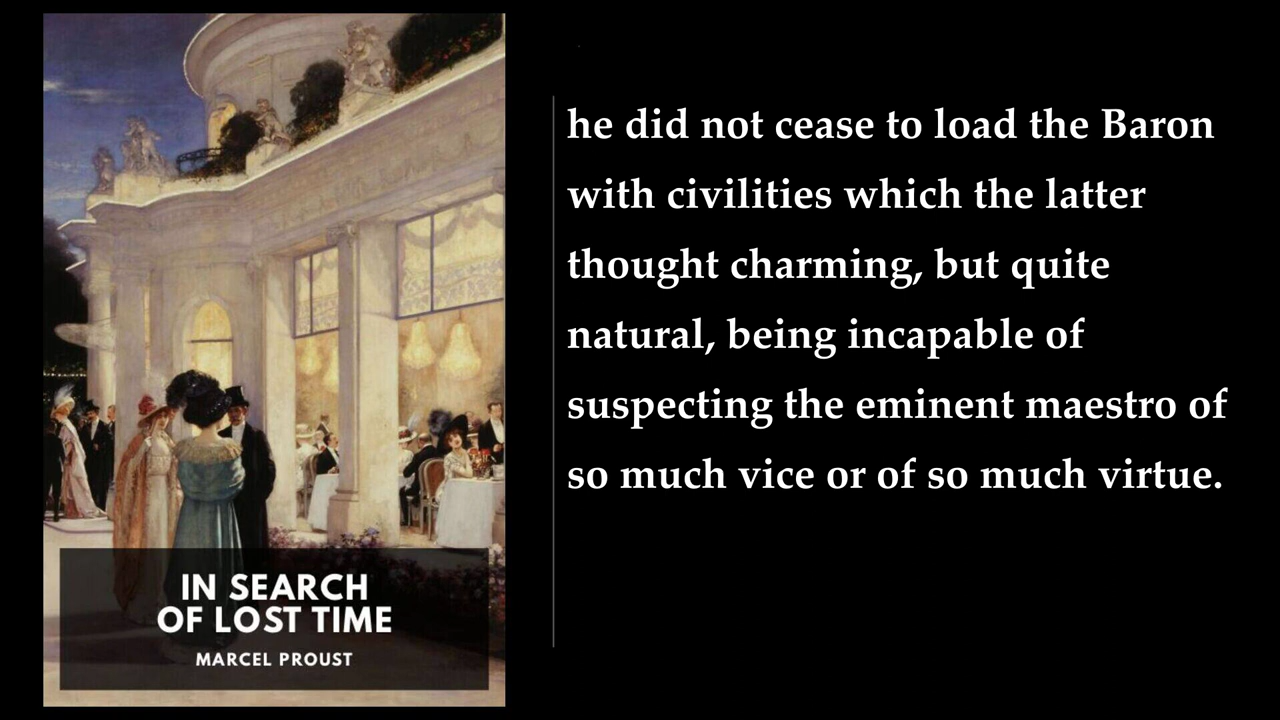 IN SEARCH
OF LOST TIME
MARCEL PROUST
he did not cease to load the Baron
with civilities which the latter
thought charming, but quite
natural, being incapable of
suspecting the eminent maestro of
so much vice or of so much virtue.